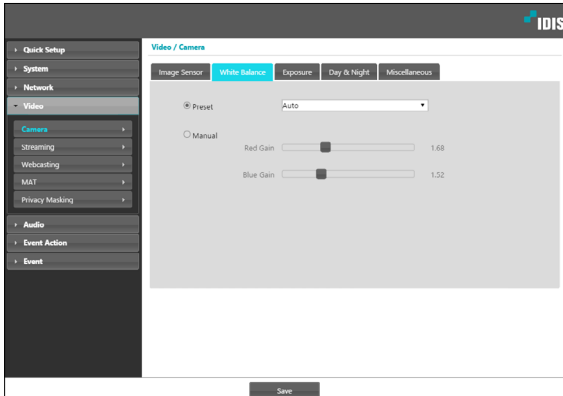 IDIS
Quick Setup
System
Network
Video
Camera
Streaming
Webcasting
MAT
Privacy Masking
Audio
Event Action
Event
Video / Camera
Image Sensor White Balance Exposure Day & Night Miscellaneous
Preset Auto
Manual
Red Gain 1.68
Blue Gain 1.52
Save